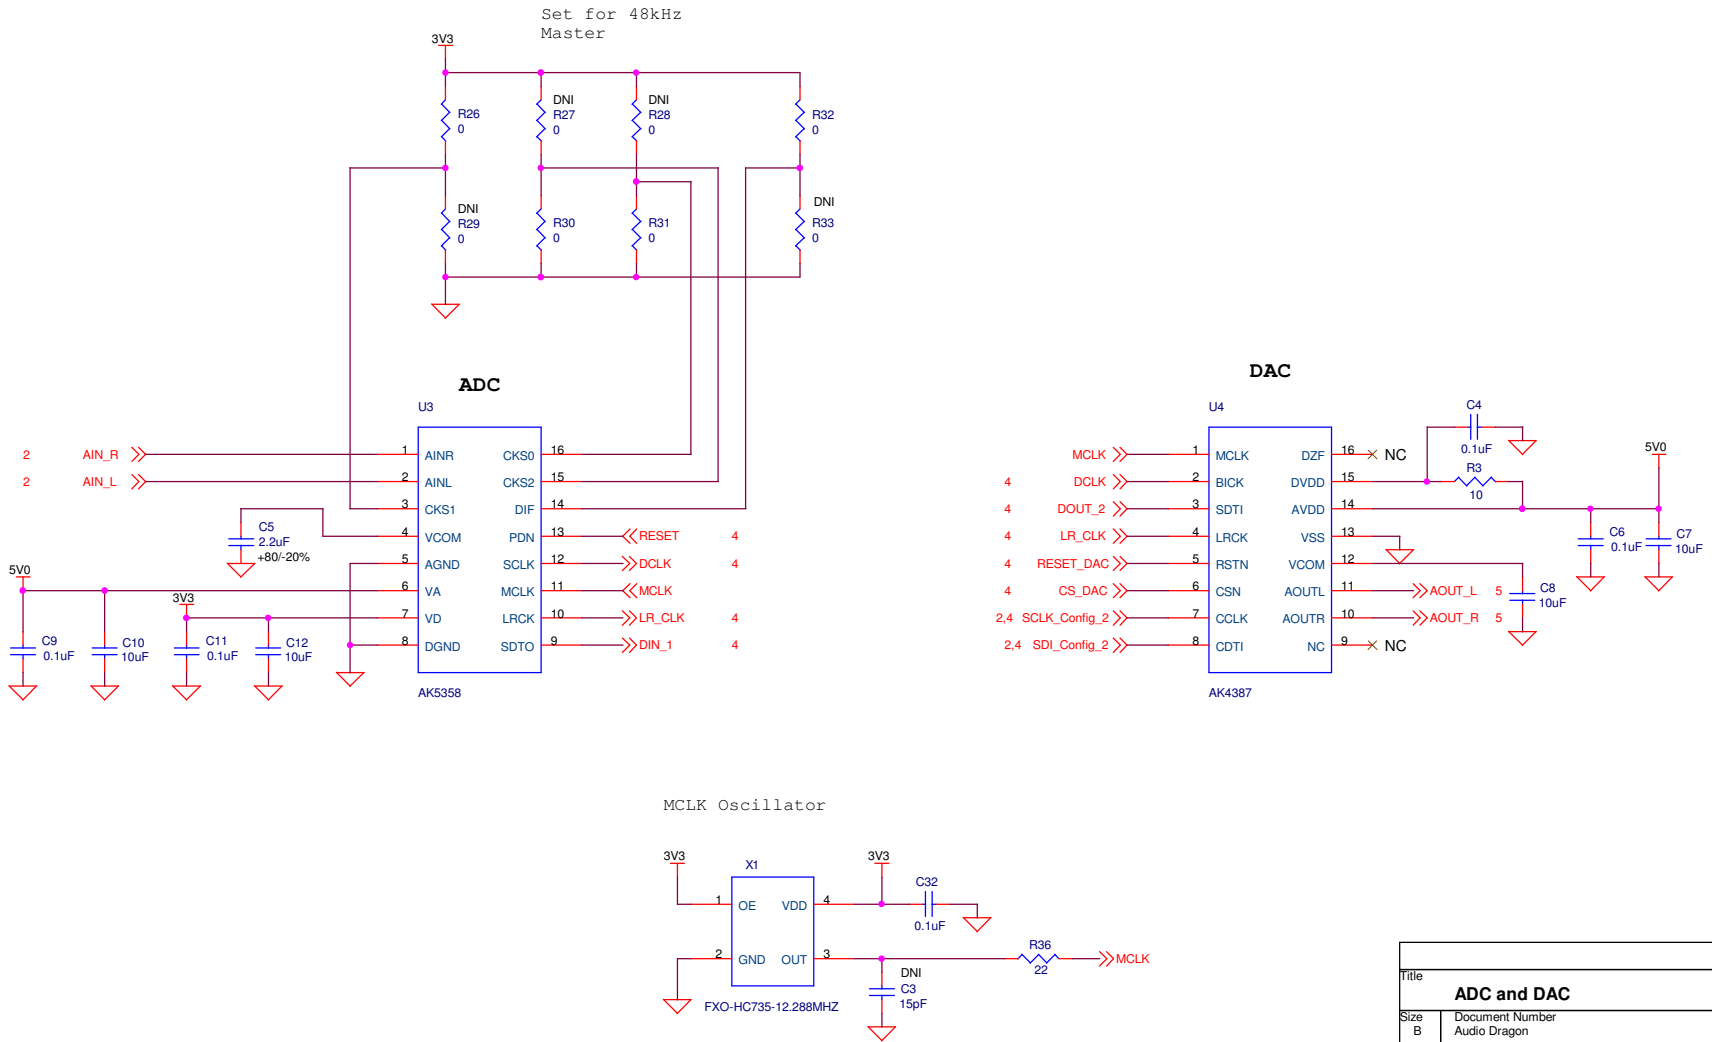 Set for 48kHz
Master
3V3
R26
0
DNI
R27
0
DNI
R28
0
R32
0
DNI
R29
0
R30
0
R31
0
DNI
R33
0
ADC
U3
2 AIN_R 1 AINR
2 AIN_L 2 AINL
3 CKS1
4 VCOM
5 AGND
6 VA
7 VD
8 DGND
CKS0 16
CKS2 15
DIF 14
PDN 13 RESET 4
SCLK 12 DCLK 4
MCLK 11 MCLK
LRCK 10 LR_CLK 4
SDTO 9 DIN_1 4
AK5358
C5
2.2uF
+80/-20%
5V0
3V3
C9
0.1uF
C10
10uF
C11
0.1uF
C12
10uF
DAC
U4
MCLK 1 MCLK
4 DCLK 2 BICK
4 DOUT_2 3 SDTI
4 LR_CLK 4 LRCK
4 RESET_DAC 5 RSTN
4 CS_DAC 6 CSN
2,4 SCLK_Config_2 7 CCLK
2,4 SDI_Config_2 8 CDTI
DZF 16 NC
DVDD 15
AVDD 14
VSS 13
VCOM 12
AOUTL 11 AOUT_L 5
AOUTR 10 AOUT_R 5
NC 9 NC
AK4387
C4
0.1uF
R3
10
5V0
C6
0.1uF
C7
10uF
C8
10uF
MCLK Oscillator
3V3
X1
3V3
1 OE
VDD 4
2 GND
OUT 3
FXO-HC735-12.288MHZ
C32
0.1uF
R36
22
MCLK
DNI
C3
15pF
Title
ADC and DAC
Size
B
Document Number
Audio Dragon